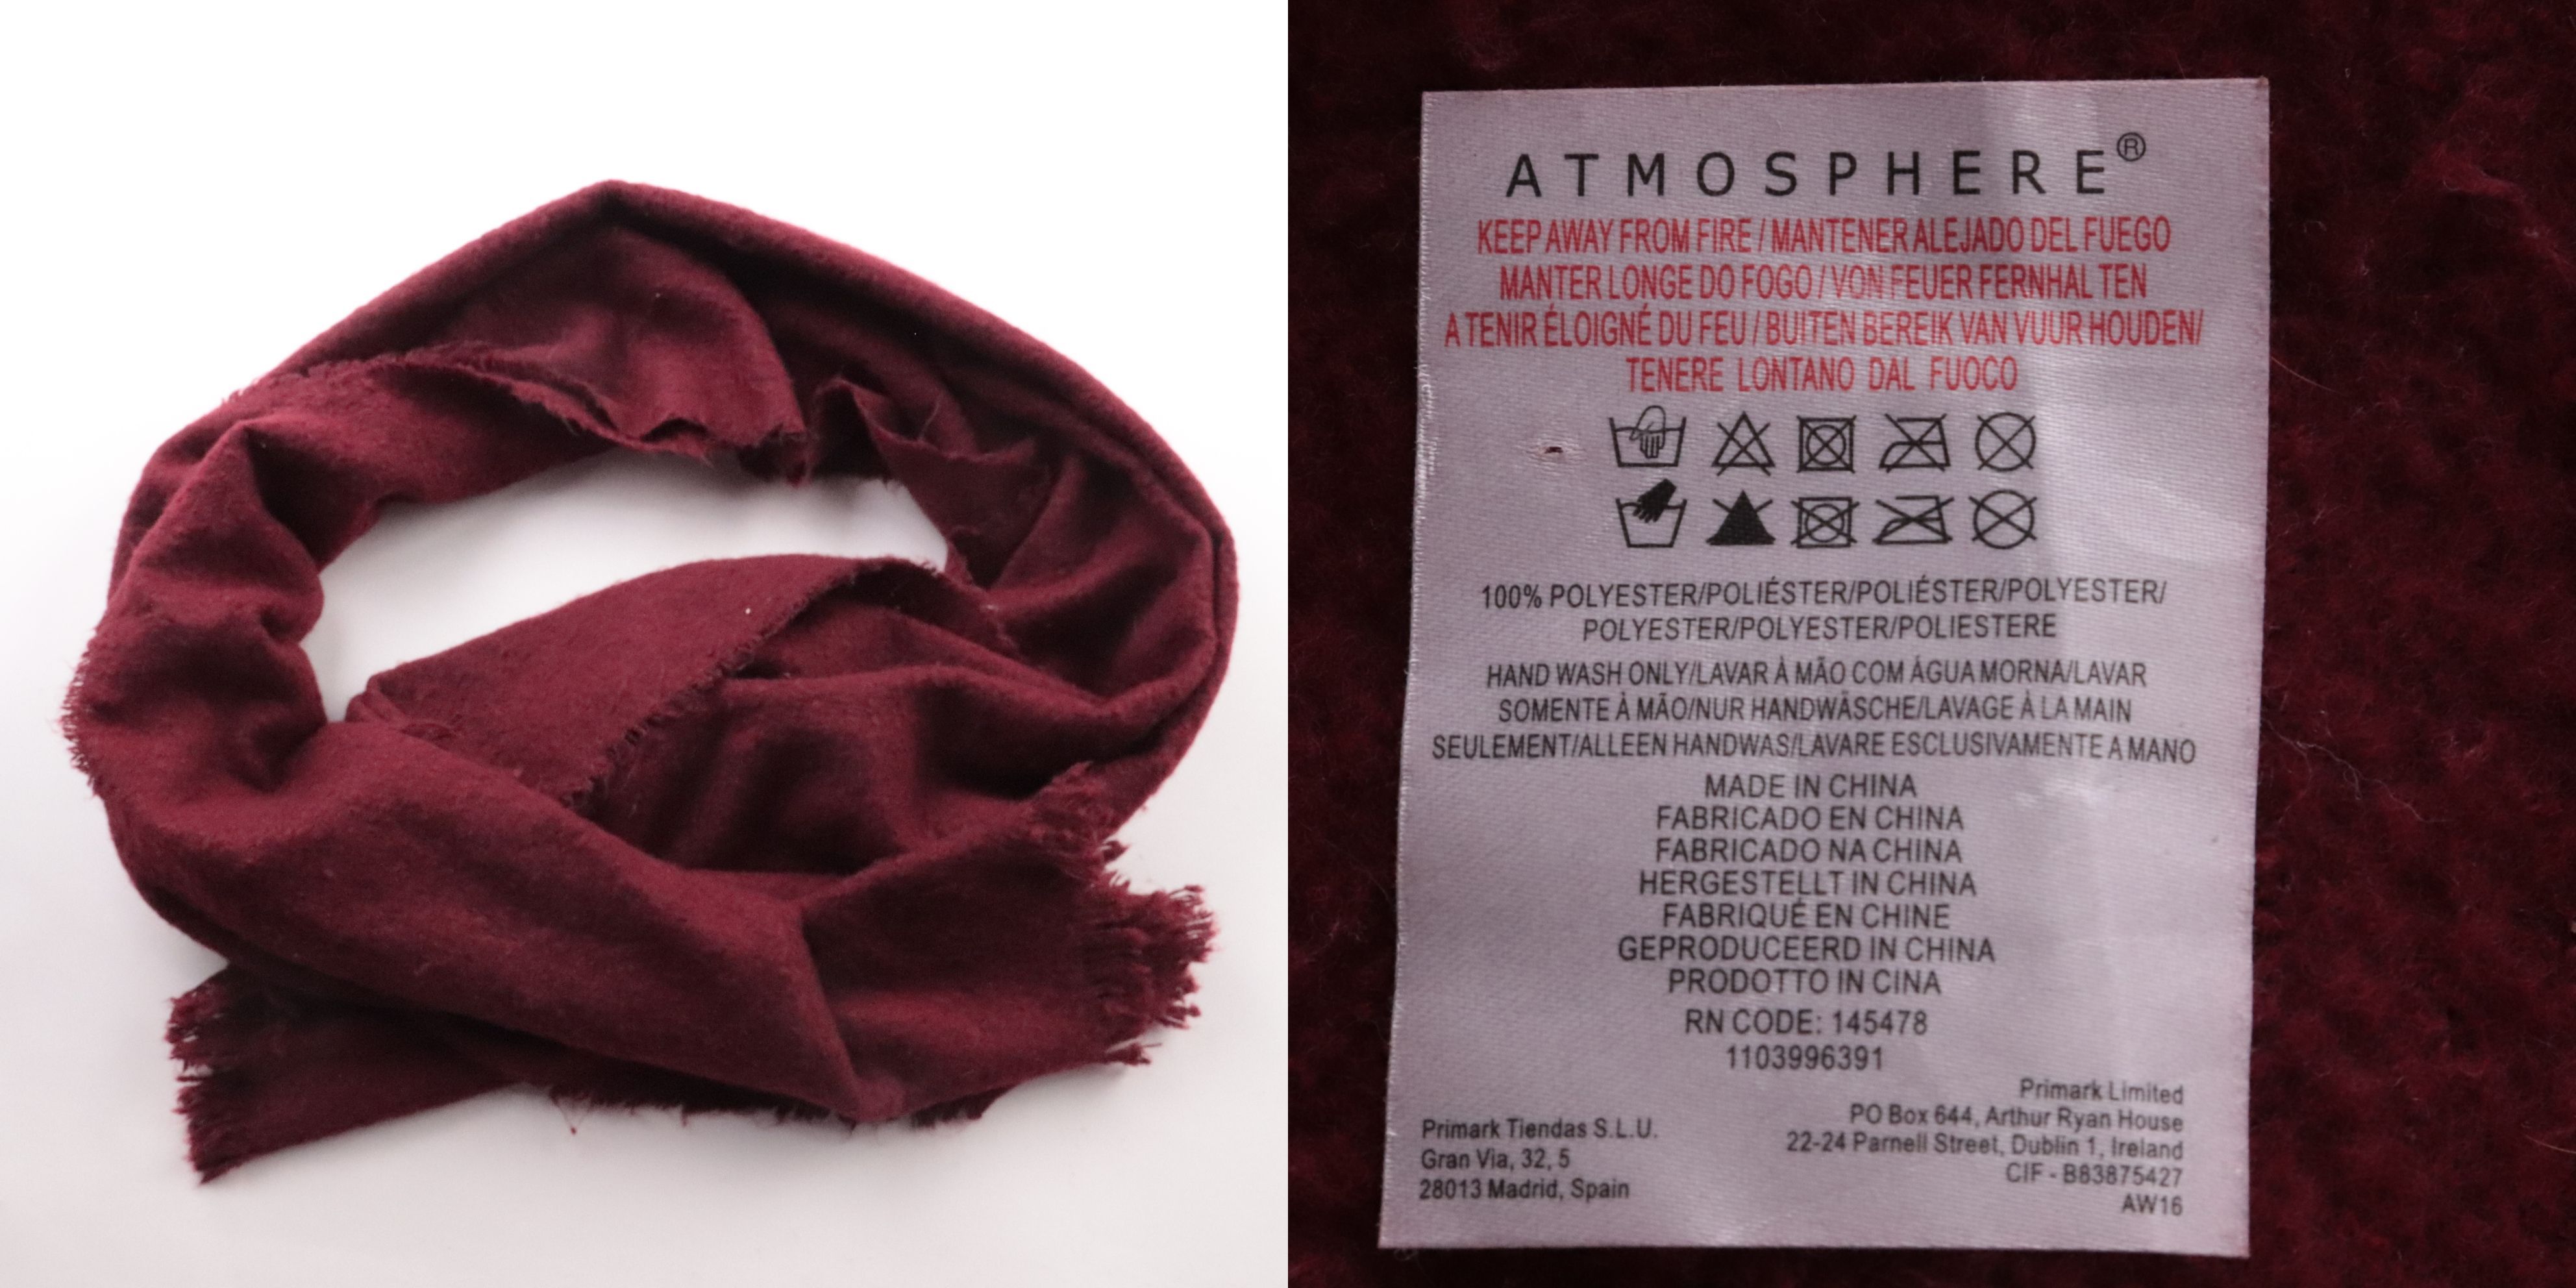 ATMOSPHERE®
KEEP AWAY FROM FIRE / MANTENER ALEJADO DEL FUEGO
MANTER LONGE DO FOGO / VON FEUER FERNHAL TEN
A TENIR ÉLOIGNÉ DU FEU / BUITEN BEREIK VAN VUUR HOUDEN/
TENERE LONTANO DAL FUOCO
100% POLYESTER/POLIÉSTER/POLIÉSTER/POLYESTER/
POLYESTER/POLYESTER/POLIESTERE
HAND WASH ONLY/LAVAR À MÃO COM ÁGUA MORNA/LAVAR
SOMENTE À MÃO/NUR HANDWÄSCHE/LAVAGE À LA MAIN
SEULEMENT/ALLEEN HANDWAS/LAVARE ESCLUSIVAMENTE A MANO
MADE IN CHINA
FABRICADO EN CHINA
FABRICADO NA CHINA
HERGESTELLT IN CHINA
FABRIQUÉ EN CHINE
GEPRODUCEERD IN CHINA
PRODOTTO IN CINA
RN CODE: 145478
1103996391
Primark Tiendas S.L.U.
Gran Via, 32, 5
28013 Madrid, Spain
Primark Limited
PO Box 644, Arthur Ryan House
22-24 Parnell Street, Dublin 1, Ireland
CIF - B83875427
AW16